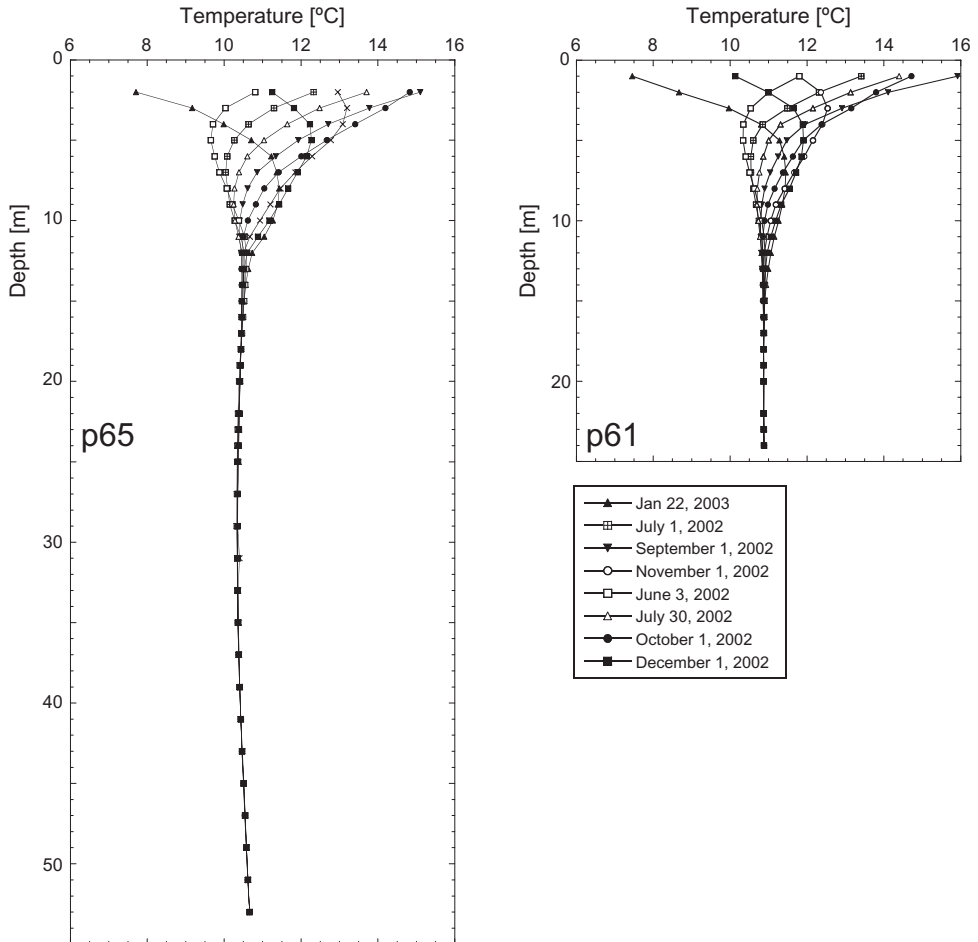 Temperature [ºC]
6 8 10 12 14 16
0
10
20
30
40
50
Depth [m]
p65
Temperature [ºC]
6 8 10 12 14 16
0
10
20
Depth [m]
p61
Jan 22, 2003
July 1, 2002
September 1, 2002
November 1, 2002
June 3, 2002
July 30, 2002
October 1, 2002
December 1, 2002